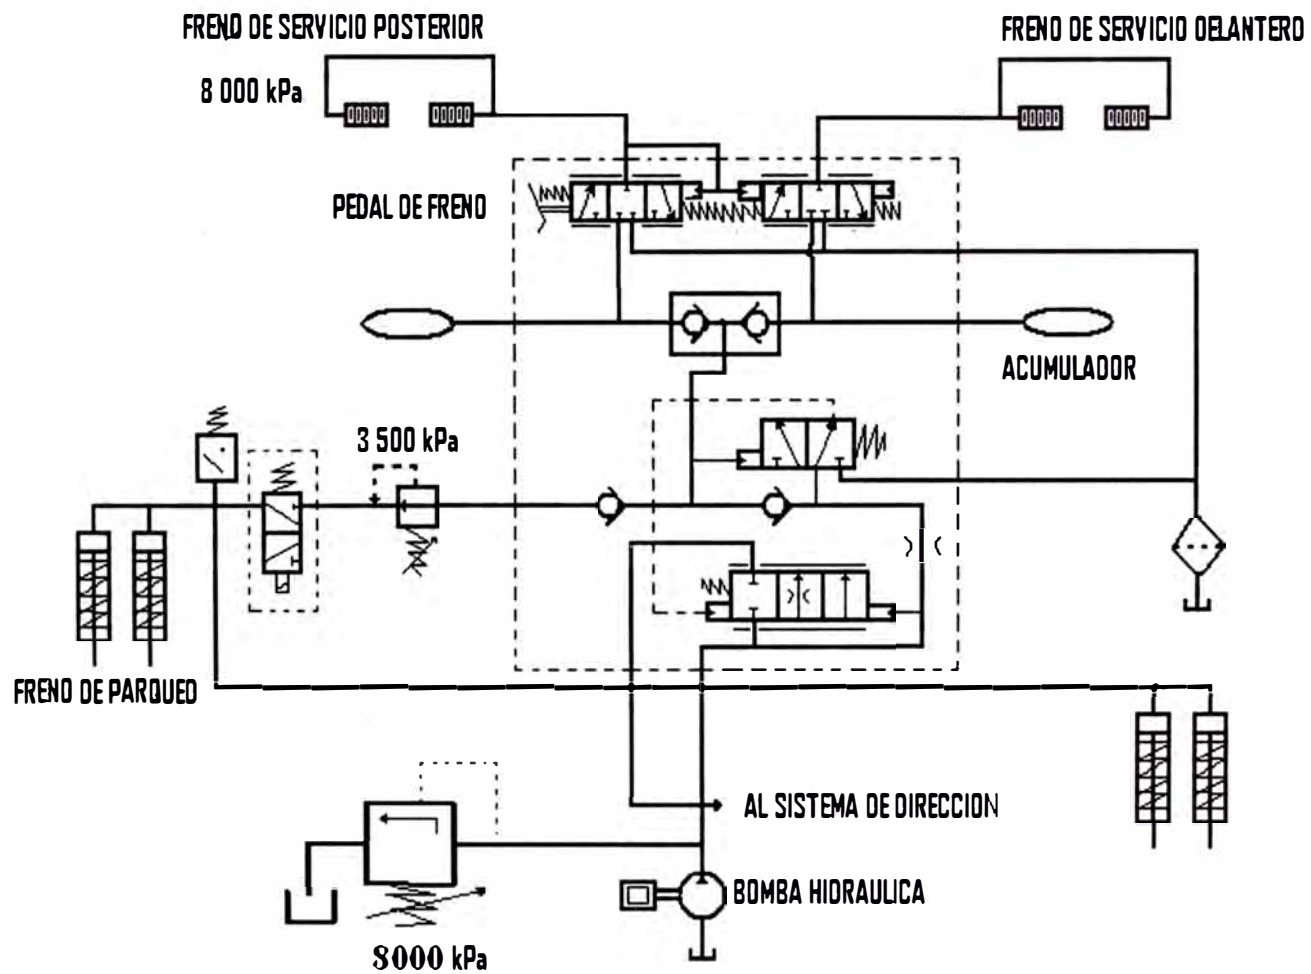 FRENO DE SERVICIO POSTERIOR
FRENO DE SERVICIO OELANTERO
8 000 kPa
PEDAL DE FRENO
ACUMULADOR
3 500 kPa
FRENO DE PARQUEO
AL SISTEMA DE DIRECCION
BOMBA HIDRAULICA
8000 kPa